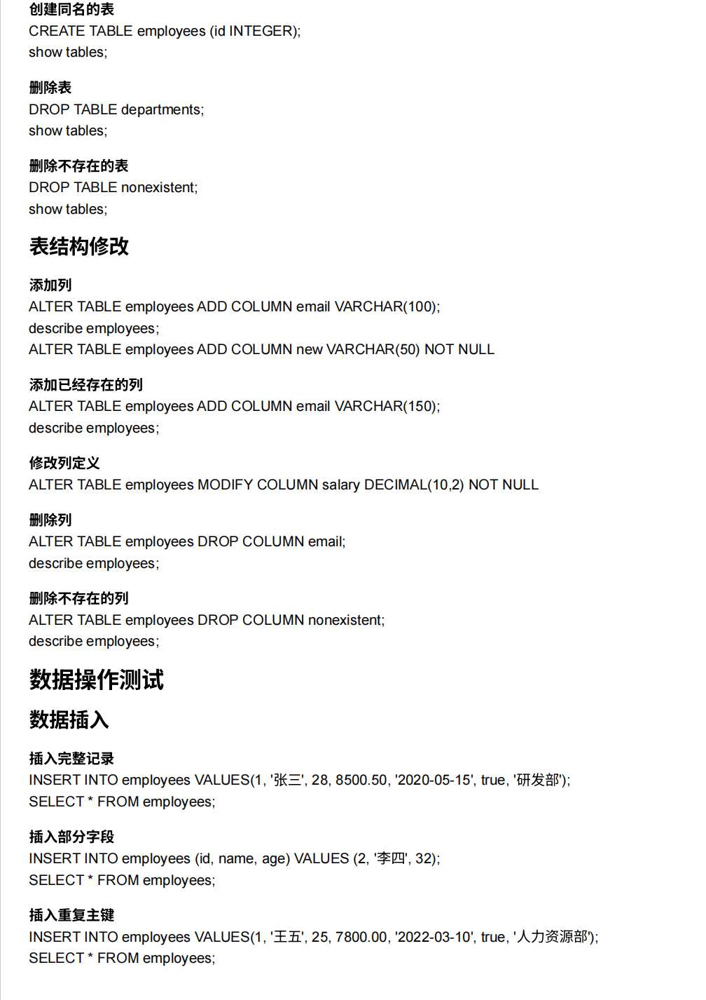 创建同名的表
CREATE TABLE employees (id INTEGER);
show tables;
删除表
DROP TABLE departments;
show tables;
删除不存在的表
DROP TABLE nonexistent;
show tables;
表结构修改
添加列
ALTER TABLE employees ADD COLUMN email VARCHAR(100);
describe employees;
ALTER TABLE employees ADD COLUMN new VARCHAR(50) NOT NULL
添加已经存在的列
ALTER TABLE employees ADD COLUMN email VARCHAR(150);
describe employees;
修改列定义
ALTER TABLE employees MODIFY COLUMN salary DECIMAL(10,2) NOT NULL
删除列
ALTER TABLE employees DROP COLUMN email;
describe employees;
删除不存在的列
ALTER TABLE employees DROP COLUMN nonexistent;
describe employees;
数据操作测试
数据插入
插入完整记录
INSERT INTO employees VALUES(1, '张三', 28, 8500.50, '2020-05-15', true, '研发部');
SELECT * FROM employees;
插入部分字段
INSERT INTO employees (id, name, age) VALUES (2, '李四', 32);
SELECT * FROM employees;
插入重复主键
INSERT INTO employees VALUES(1, '王五', 25, 7800.00, '2022-03-10', true, '人力资源部');
SELECT * FROM employees;